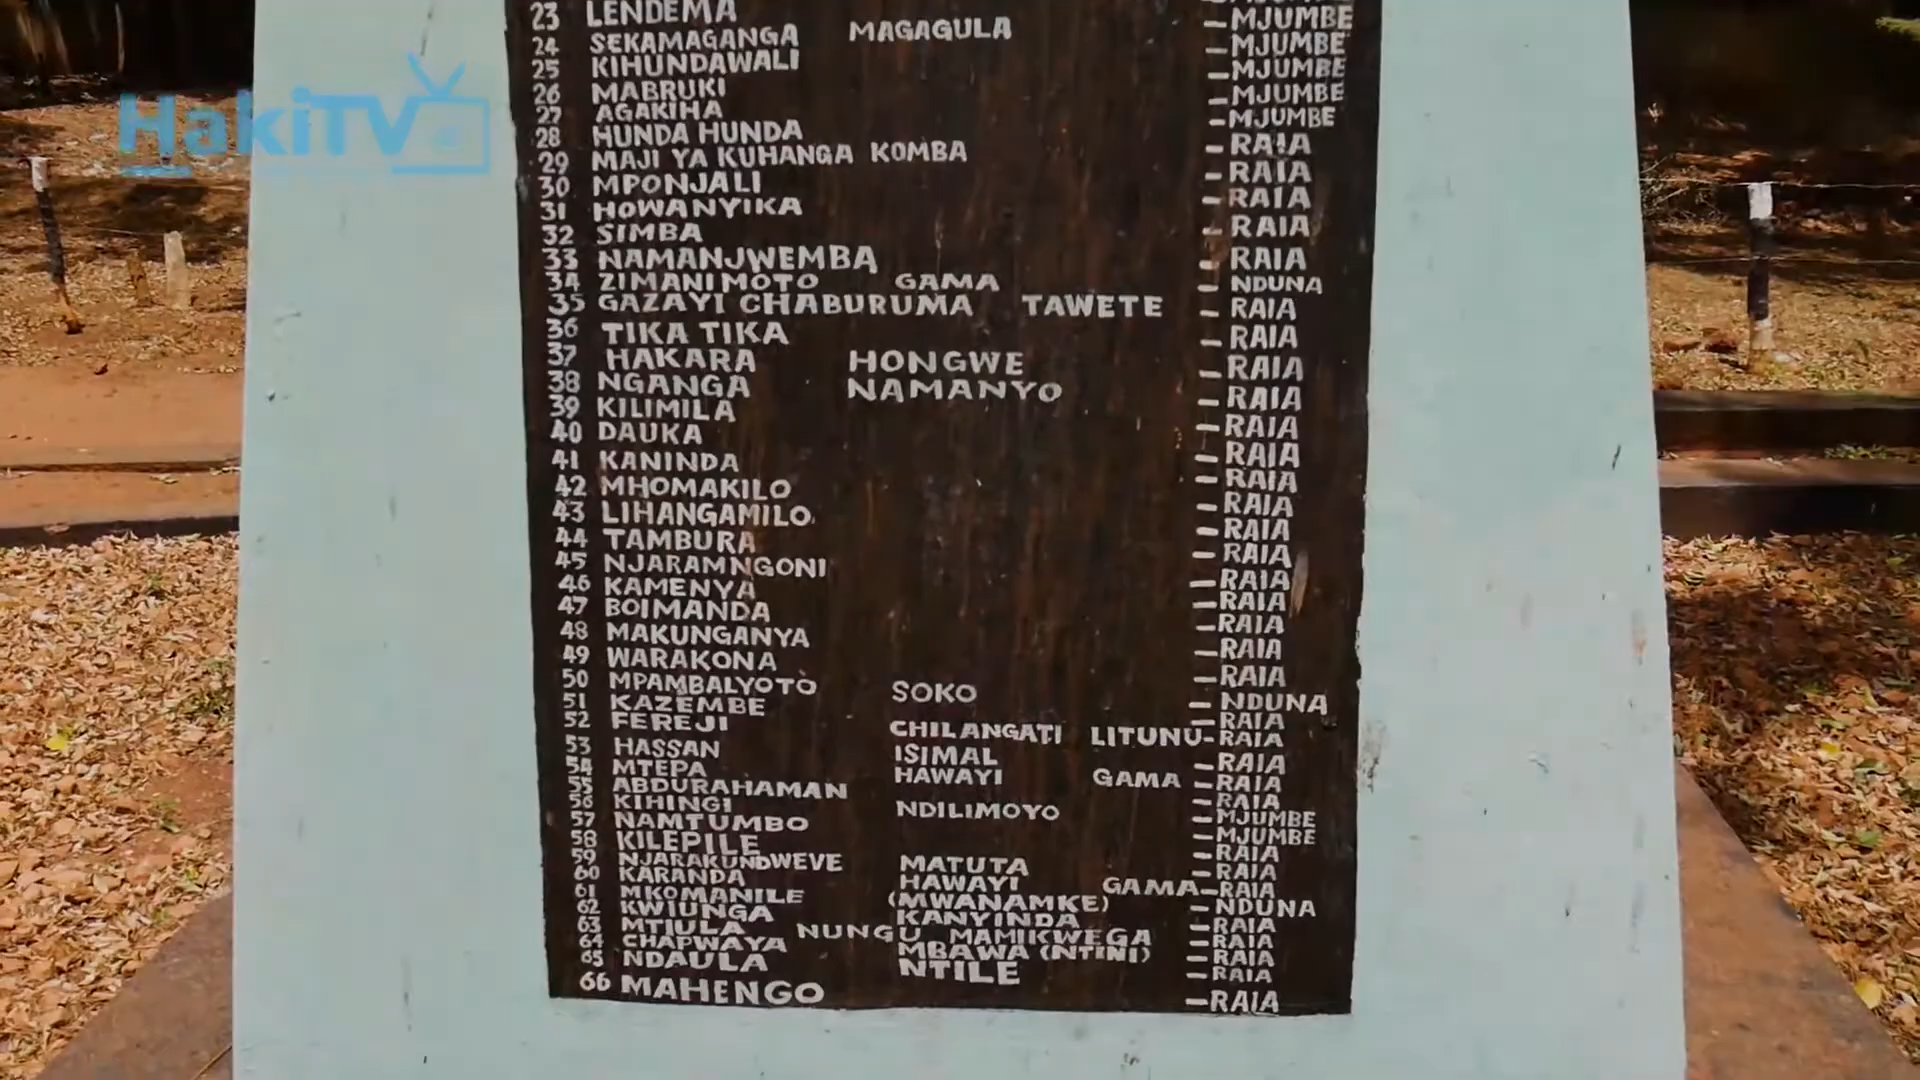 HakiTV
23 LENDEMA
24 SEKAMAGANGA MAGAGULA – MJUMBE
25 KIHUNDAWALI – MJUMBE
26 MABRUKI – MJUMBE
27 AGAKIHA – MJUMBE
28 HUNDA HUNDA – MJUMBE
29 MAJI YA KUHANGA KOMBA – RAIA
30 MPONJALI – RAIA
31 HOWANYIKA – RAIA
32 SIMBA – RAIA
33 NAMANJWEMBA – RAIA
34 ZIMANIMOTO GAMA – NDUNA
35 GAZAYI CHABURUMA TAWETE – RAIA
36 TIKA TIKA – RAIA
37 HAKARA HONGWE – RAIA
38 NGANGA NAMANYO – RAIA
39 KILIMILA – RAIA
40 DAUKA – RAIA
41 KANINDA – RAIA
42 MHOMAKILO – RAIA
43 LIHANGAMILO – RAIA
44 TAMBURA – RAIA
45 NJARAMNGONI – RAIA
46 KAMENYA – RAIA
47 BOIMANDA – RAIA
48 MAKUNGANYA – RAIA
49 WARAKONA – RAIA
50 MPAMBALYOTO SOKO – NDUNA
51 KAZEMBE – RAIA
52 FEREJI CHILANGATI LITUNU – RAIA
53 HASSAN ISIMAL – RAIA
54 MTEPA HAWAYI GAMA – RAIA
55 ABDURAHAMAN – RAIA
56 KIHINGI NDILIMOYO – MJUMBE
57 NAMTUMBO – MJUMBE
58 KILEPILE – RAIA
59 NJARAKUNDWEVE MATUTA – RAIA
60 KARANDA HAWAYI GAMA – RAIA
61 MKOMANILE (MWANAMKE) – NDUNA
62 KWIUNGA KANYINDA – RAIA
63 MTIULA NUNGU MAMIKWEGA – RAIA
64 CHAPWAYA MBAWA (NTINI) – RAIA
65 NDAULA NTILE – RAIA
66 MAHENGO – RAIA